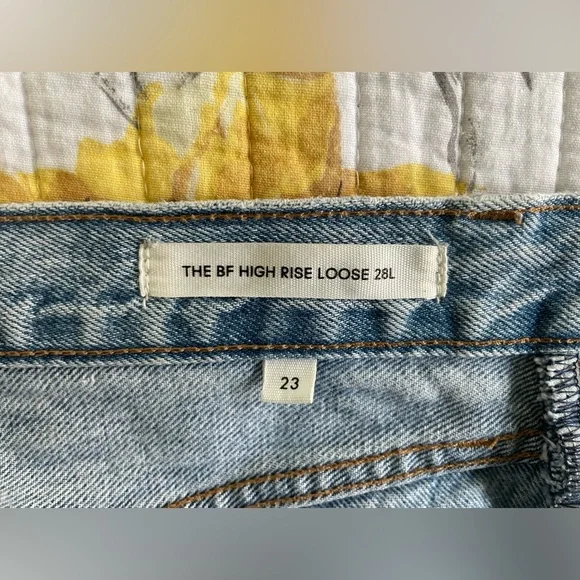 THE BF HIGH RISE LOOSE 28L
23